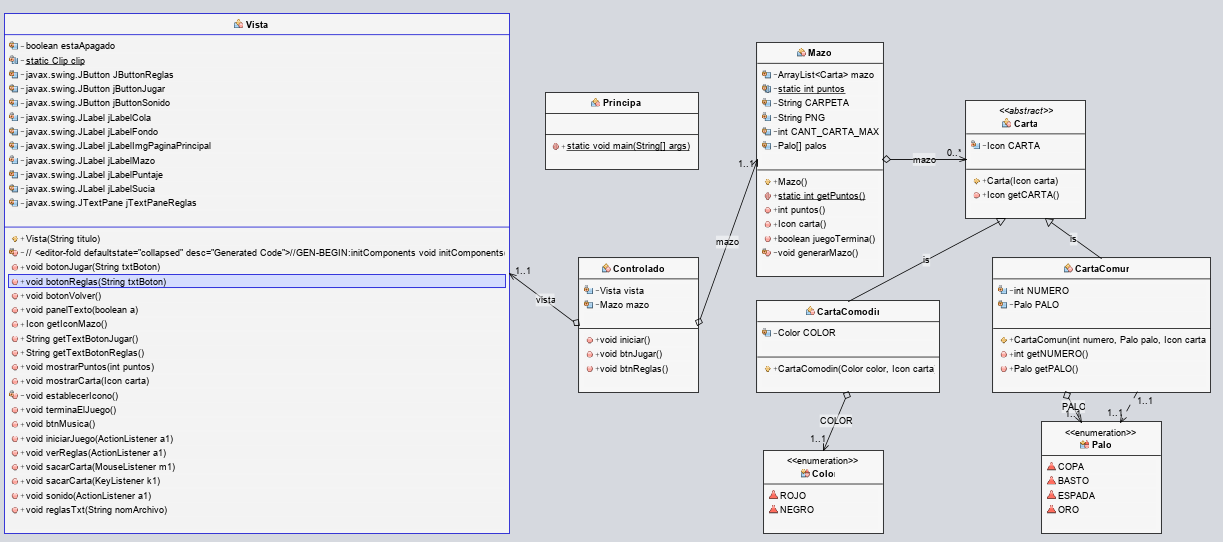 Vista
- boolean estaApagado
- static Clip clip
- javax.swing.JButton JButtonReglas
- javax.swing.JButton jButtonJugar
- javax.swing.JButton jButtonSonido
- javax.swing.JLabel jLabelCola
- javax.swing.JLabel jLabelFondo
- javax.swing.JLabel jLabelImgPaginaPrincipal
- javax.swing.JLabel jLabelMazo
- javax.swing.JLabel jLabelPuntaje
- javax.swing.JLabel jLabelSucia
- javax.swing.JTextPane jTextPaneReglas
+ Vista(String titulo)
- // <editor-fold defaultstate="collapsed" desc="Generated Code">//GEN-BEGIN:initComponents void initComponents(
+ void botonJugar(String txtBoton)
+ void botonReglas(String txtBoton)
+ void botonVolver()
+ void panelTexto(boolean a)
+ Icon getIconMazo()
+ String getTextBotonJugar()
+ String getTextBotonReglas()
+ void mostrarPuntos(int puntos)
+ void mostrarCarta(Icon carta)
- void establecerIcono()
+ void terminaElJuego()
+ void btnMusica()
+ void iniciarJuego(ActionListener a1)
+ void verReglas(ActionListener a1)
+ void sacarCarta(MouseListener m1)
+ void sacarCarta(KeyListener k1)
+ void sonido(ActionListener a1)
+ void reglasTxt(String nomArchivo)
1..1
vista
Principa
+ static void main(String[] args)
Controlado
- Vista vista
- Mazo mazo
+ void iniciar()
+ void btnJugar()
+ void btnReglas()
1..1
mazo
Mazo
- ArrayList<Carta> mazo
- static int puntos
- String CARPETA
- String PNG
- int CANT_CARTA_MAX
- Palo[] palos
+ Mazo()
+ static int getPuntos()
+ int puntos()
+ Icon carta()
+ boolean juegoTermina()
- void generarMazo()
mazo
0..*
<<abstract>>
Carta
- Icon CARTA
+ Carta(Icon carta)
+ Icon getCARTA()
is
is
CartaComodii
- Color COLOR
+ CartaComodin(Color color, Icon carta
COLOR
1..1
<<enumeration>>
Colo
ROJO
NEGRO
CartaComur
- int NUMERO
- Palo PALO
+ CartaComun(int numero, Palo palo, Icon carta
+ int getNUMERO()
+ Palo getPALO()
PALO
1..1
1..1
<<enumeration>>
Palo
COPA
BASTO
ESPADA
ORO